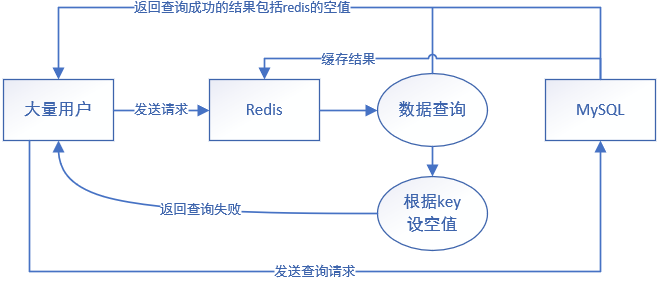 返回查询成功的结果包括redis的空值
缓存结果
大量用户
发送请求
Redis
数据查询
MySQL
返回查询失败
根据key
设空值
发送查询请求